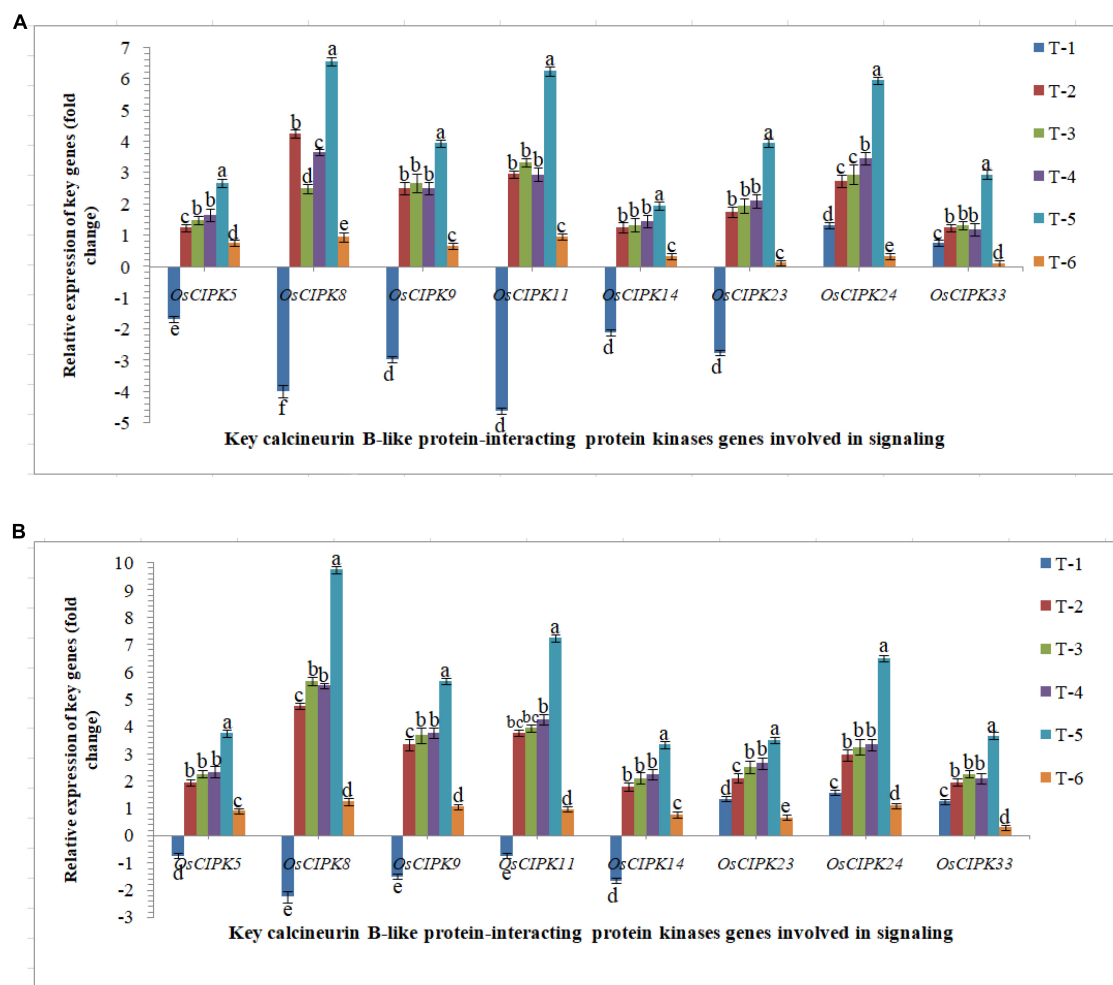 A
Relative expression of key genes (fold
change)
7
6
5
4
3
2
1
0
-1
-2
-3
-4
-5
c b b a d
e
b d c a e
f
b b b a c
d
b b b a c
d
b b b a c
d
b b b a c
d
d c c b a e
c b b b a d
OsCIPK5 OsCIPK8 OsCIPK9 OsCIPK11 OsCIPK14 OsCIPK23 OsCIPK24 OsCIPK33
Key calcineurin B-like protein-interacting protein kinases genes involved in signaling
T-1
T-2
T-3
T-4
T-5
T-6
B
Relative expression of key genes (fold
change)
10
9
8
7
6
5
4
3
2
1
0
-1
-2
-3
b b b a c
d
c b b a d
e
c b b a d
e
bc bc b a d
e
b b b a c
d
d c b b a e
c b b b a d
c b b b a d
OsCIPK5 OsCIPK8 OsCIPK9 OsCIPK11 OsCIPK14 OsCIPK23 OsCIPK24 OsCIPK33
Key calcineurin B-like protein-interacting protein kinases genes involved in signaling
T-1
T-2
T-3
T-4
T-5
T-6